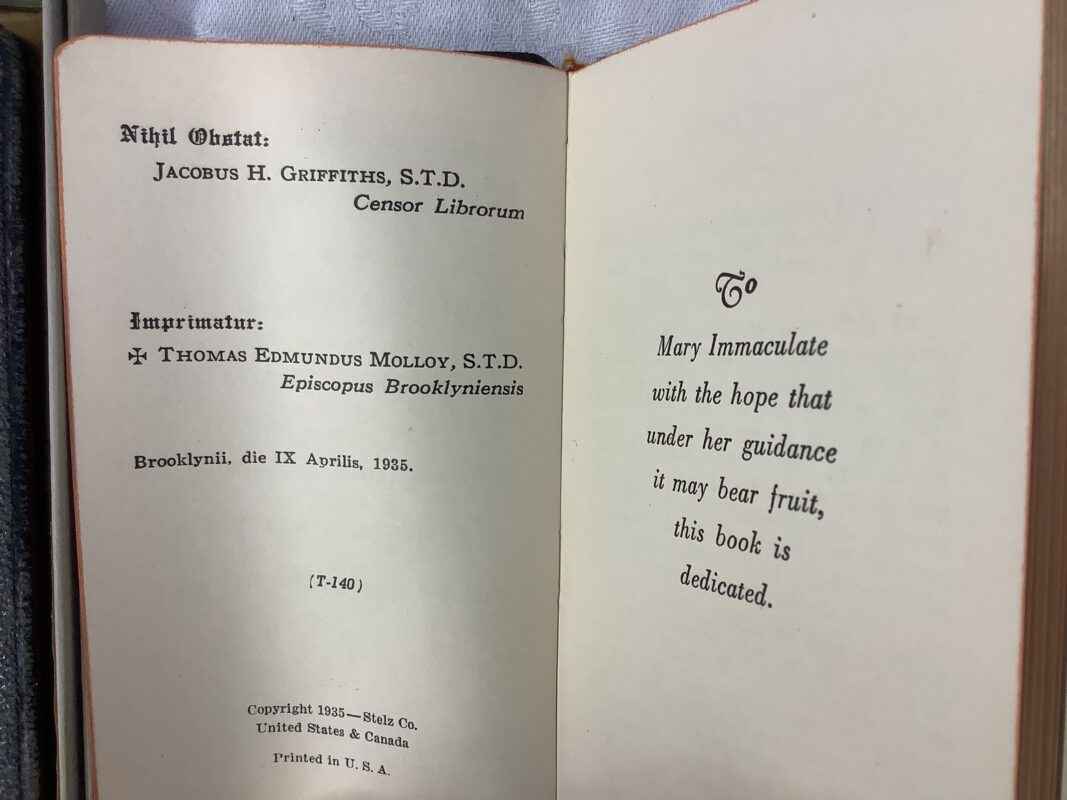 Nihil Obstat:
JACOBUS H. GRIFFITHS, S.T.D.
Censor Librorum
Imprimatur:
✠ THOMAS EDMUNDUS MOLLOY, S.T.D.
Episcopus Brooklyniensis
Brooklynii, die IX Aprilis, 1935.
(T-140)
Copyright 1935—Stelz Co.
United States & Canada
Printed in U. S. A.
To
Mary Immaculate
with the hope that
under her guidance
it may bear fruit,
this book is
dedicated.